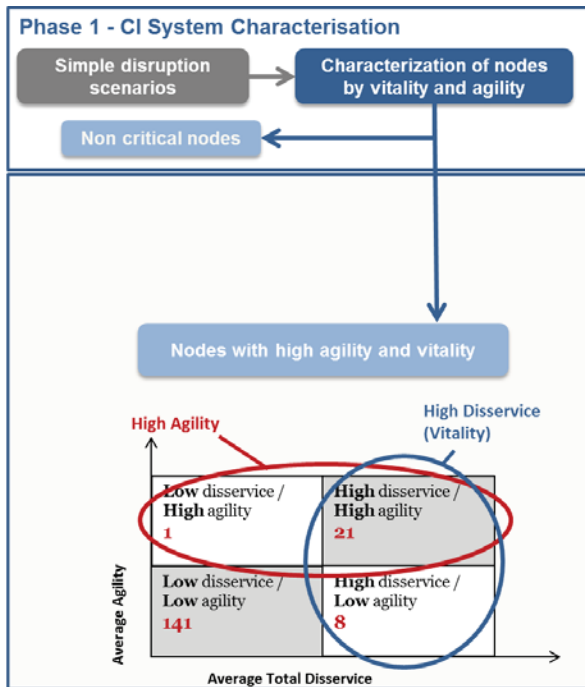 Phase 1 - CI System Characterisation
Simple disruption
scenarios
Characterization of nodes
by vitality and agility
Non critical nodes
Nodes with high agility and vitality
High Agility
High Disservice
(Vitality)
Low disservice /
High agility
1
High disservice /
High agility
21
Low disservice /
Low agility
141
High disservice /
Low agility
8
Average Agility
Average Total Disservice